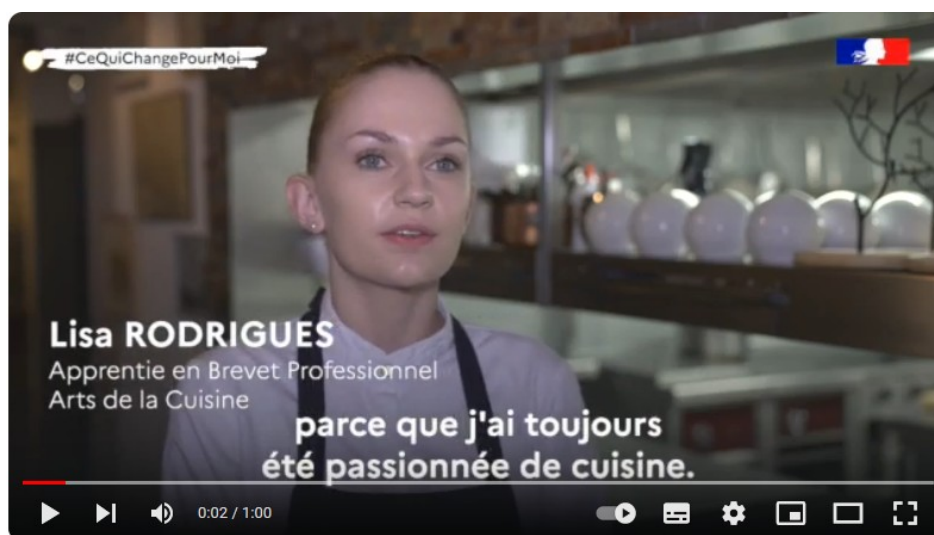 #CeQuiChangePourMoi
Lisa RODRIGUES
Apprentie en Brevet Professionnel
Arts de la Cuisine
parce que j'ai toujours
été passionnée de cuisine.
0:02 / 1:00